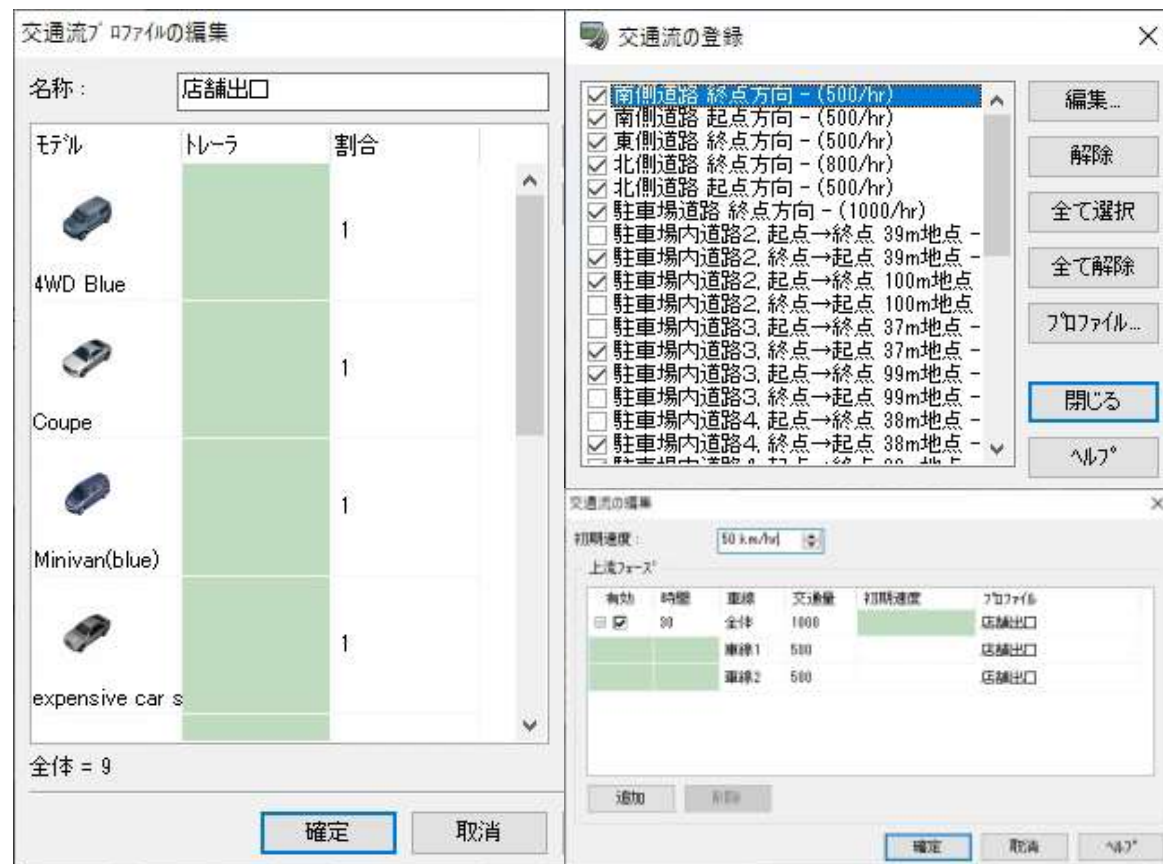 交通流ﾌﾟﾛﾌｧｲﾙの編集
名称 :
店舗出口
ﾓﾃﾞﾙ ﾄﾚｰﾗ 割合
1
4WD Blue
1
Coupe
1
Minivan(blue)
1
expensive car s
全体 = 9
確定 取消
交通流の登録
南側道路 終点方向 - (500/hr)
南側道路 起点方向 - (500/hr)
東側道路 終点方向 - (500/hr)
北側道路 終点方向 - (800/hr)
北側道路 起点方向 - (500/hr)
駐車場道路 終点方向 - (1000/hr)
駐車場内道路2, 起点→終点 39m地点 -
駐車場内道路2, 終点→起点 39m地点 -
駐車場内道路2, 起点→終点 100m地点
駐車場内道路2, 終点→起点 100m地点
駐車場内道路3, 起点→終点 37m地点 -
駐車場内道路3, 終点→起点 37m地点 -
駐車場内道路3, 起点→終点 99m地点 -
駐車場内道路3, 終点→起点 99m地点 -
駐車場内道路4, 起点→終点 38m地点 -
駐車場内道路4, 終点→起点 38m地点 -
編集...
解除
全て選択
全て解除
ﾌﾟﾛﾌｧｲﾙ...
閉じる
ﾍﾙﾌﾟ
交通流の編集
初期速度 : 50 km/hr
上流ﾌｪｰｽﾞ
有効 時間 車線 交通量 初期速度 ﾌﾟﾛﾌｧｲﾙ
全体 1000 店舗出口
車線1 500 店舗出口
車線2 500 店舗出口
追加 削除
確定 取消 ﾍﾙﾌﾟ